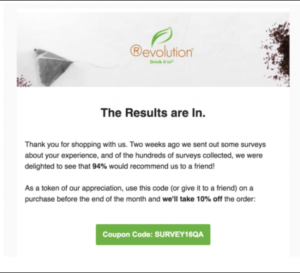 ®evolution®
Steep it in®
The Results are In.
Thank you for shopping with us. Two weeks ago we sent out some surveys
about your experience, and of the hundreds of surveys collected, we were
delighted to see that 94% would recommend us to a friend!
As a token of our appreciation, use this code (or give it to a friend) on a
purchase before the end of the month and we'll take 10% off the order:
Coupon Code: SURVEY16QA